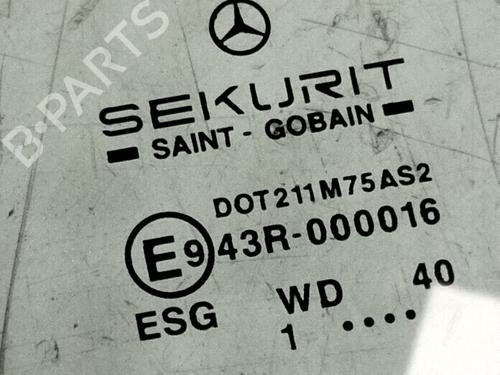 B-PARTS
SEKURIT
SAINT - GOBAIN
DOT211M75AS2
E9 43R-000016
ESG WD 40
1 ....